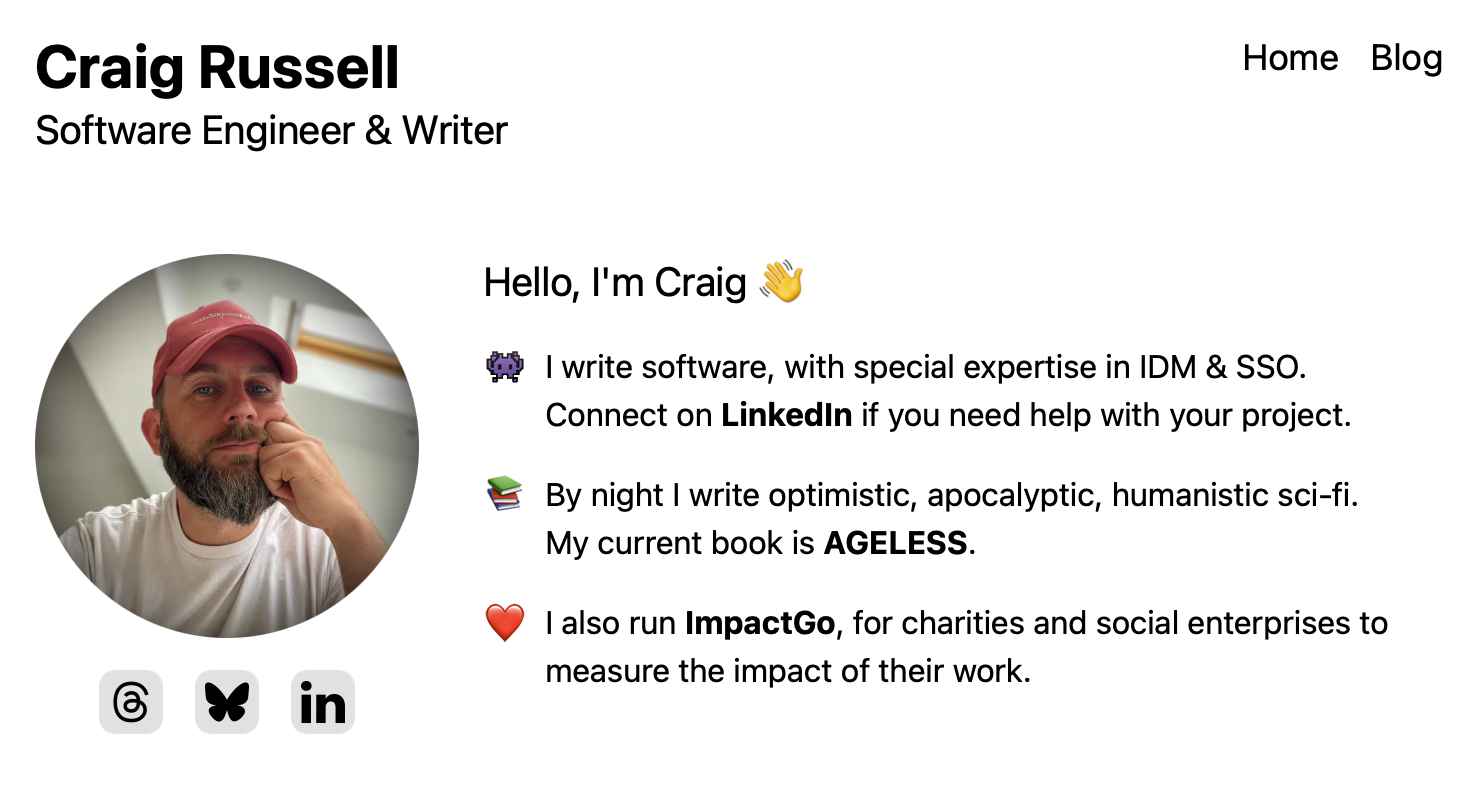 Craig Russell
Home Blog
Software Engineer & Writer
Hello, I'm Craig 👋
👾 I write software, with special expertise in IDM & SSO.
Connect on LinkedIn if you need help with your project.
📚 By night I write optimistic, apocalyptic, humanistic sci-fi.
My current book is AGELESS.
❤️ I also run ImpactGo, for charities and social enterprises to
measure the impact of their work.
in